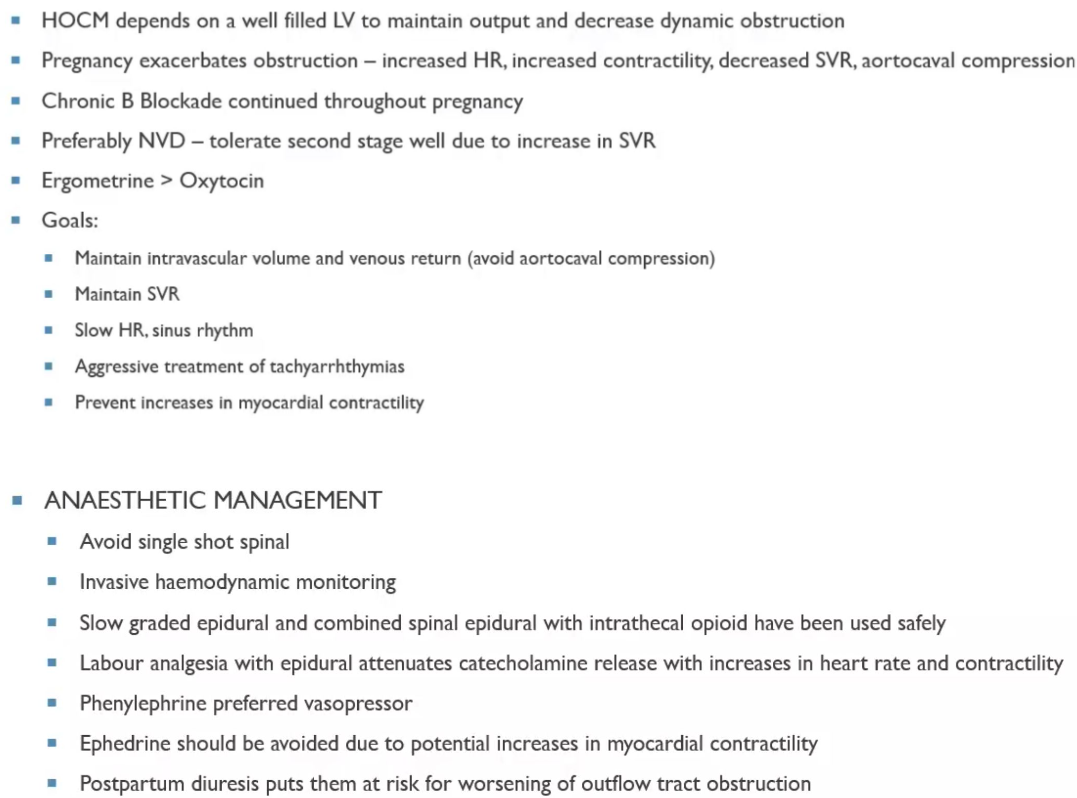 HOCM depends on a well filled LV to maintain output and decrease dynamic obstruction
Pregnancy exacerbates obstruction – increased HR, increased contractility, decreased SVR, aortocaval compression
Chronic B Blockade continued throughout pregnancy
Preferably NVD – tolerate second stage well due to increase in SVR
Ergometrine > Oxytocin
Goals:
Maintain intravascular volume and venous return (avoid aortocaval compression)
Maintain SVR
Slow HR, sinus rhythm
Aggressive treatment of tachyarrhthymias
Prevent increases in myocardial contractility
ANAESTHETIC MANAGEMENT
Avoid single shot spinal
Invasive haemodynamic monitoring
Slow graded epidural and combined spinal epidural with intrathecal opioid have been used safely
Labour analgesia with epidural attenuates catecholamine release with increases in heart rate and contractility
Phenylephrine preferred vasopressor
Ephedrine should be avoided due to potential increases in myocardial contractility
Postpartum diuresis puts them at risk for worsening of outflow tract obstruction